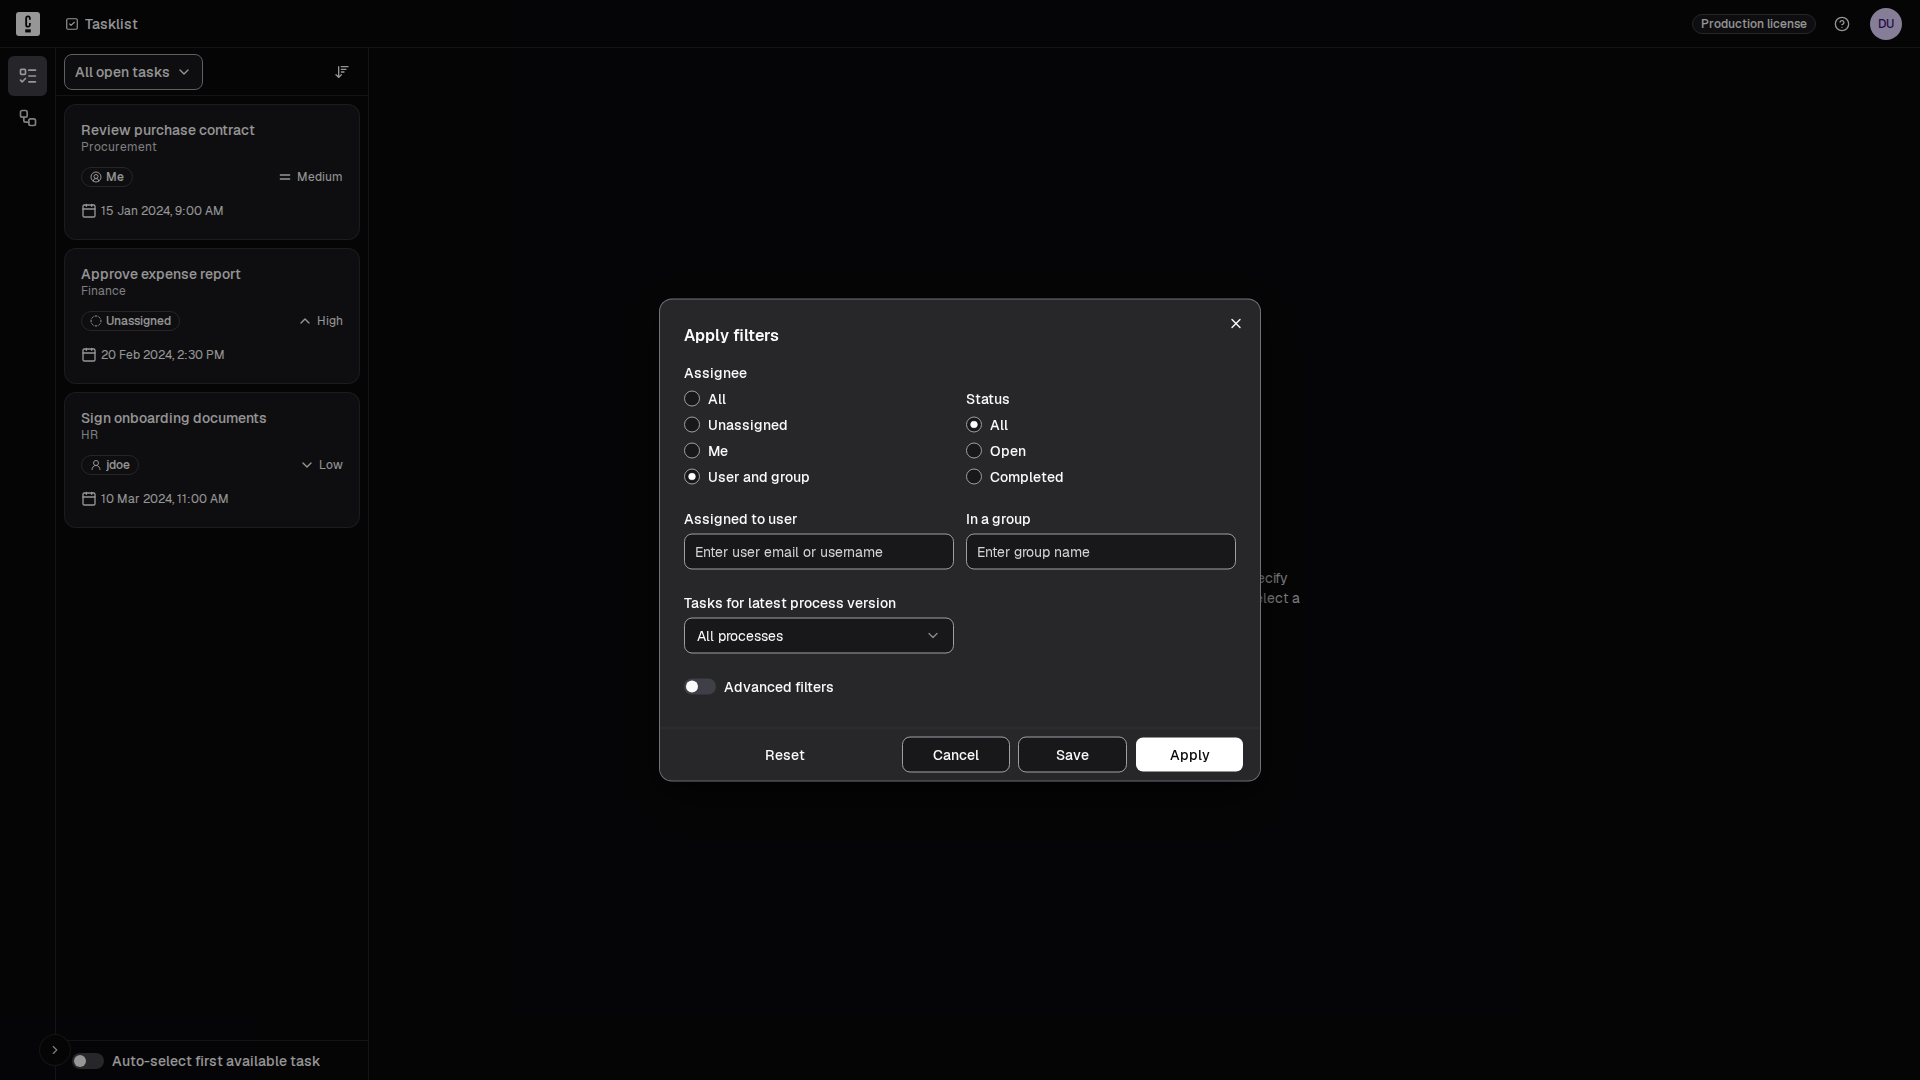 Tasklist
Production license
DU
All open tasks
Review purchase contract
Procurement
Me
Medium
15 Jan 2024, 9:00 AM
Approve expense report
Finance
Unassigned
High
20 Feb 2024, 2:30 PM
Sign onboarding documents
HR
jdoe
Low
10 Mar 2024, 11:00 AM
Auto-select first available task
Apply filters
Assignee
All
Unassigned
Me
User and group
Status
All
Open
Completed
Assigned to user
Enter user email or username
In a group
Enter group name
Tasks for latest process version
All processes
Advanced filters
Reset
Cancel
Save
Apply